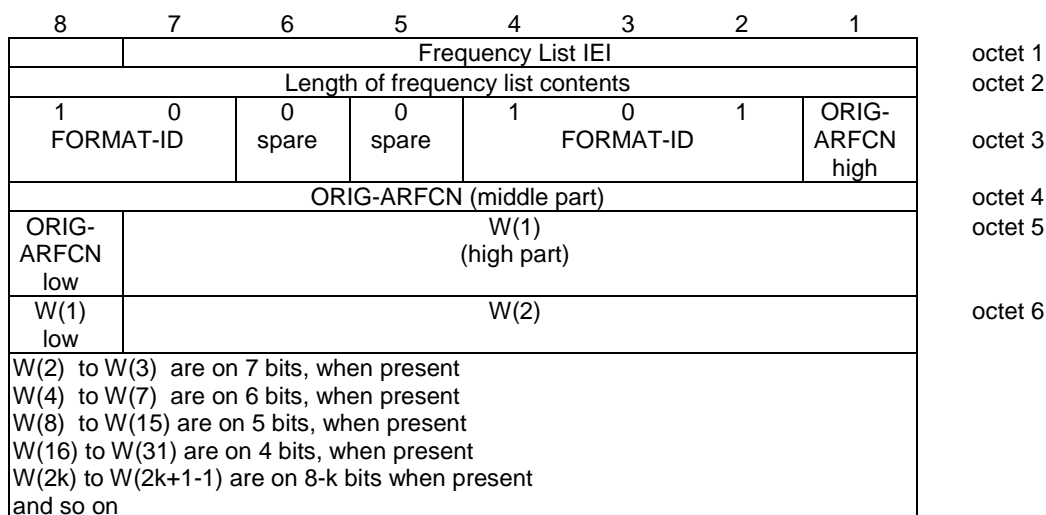 8 7 6 5 4 3 2 1
Frequency List IEI octet 1
Length of frequency list contents octet 2
1 0 0 0 1 0 1 ORIG-
FORMAT-ID spare spare FORMAT-ID ARFCN octet 3
high
ORIG-ARFCN (middle part) octet 4
ORIG- W(1) octet 5
ARFCN (high part)
low
W(1) W(2) octet 6
low
W(2) to W(3) are on 7 bits, when present
W(4) to W(7) are on 6 bits, when present
W(8) to W(15) are on 5 bits, when present
W(16) to W(31) are on 4 bits, when present
W(2k) to W(2k+1-1) are on 8-k bits when present
and so on